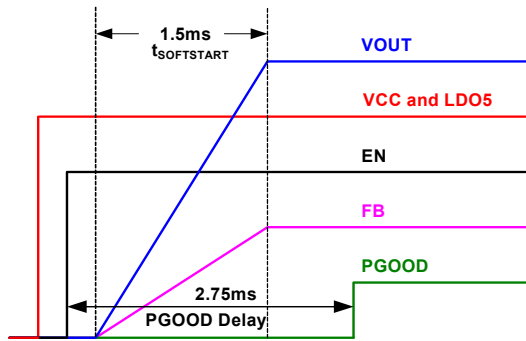 1.5ms
tSOFTSTART
VOUT
VCC and LDO5
EN
FB
PGOOD
2.75ms
PGOOD Delay